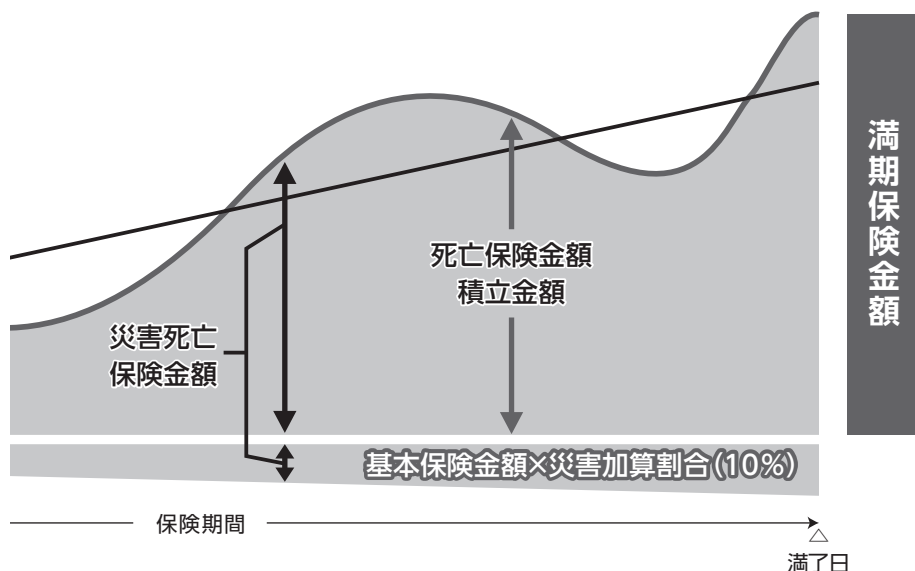 満期保険金額
死亡保険金額
積立金額
災害死亡
保険金額
基本保険金額×災害加算割合(10%)
保険期間
満了日